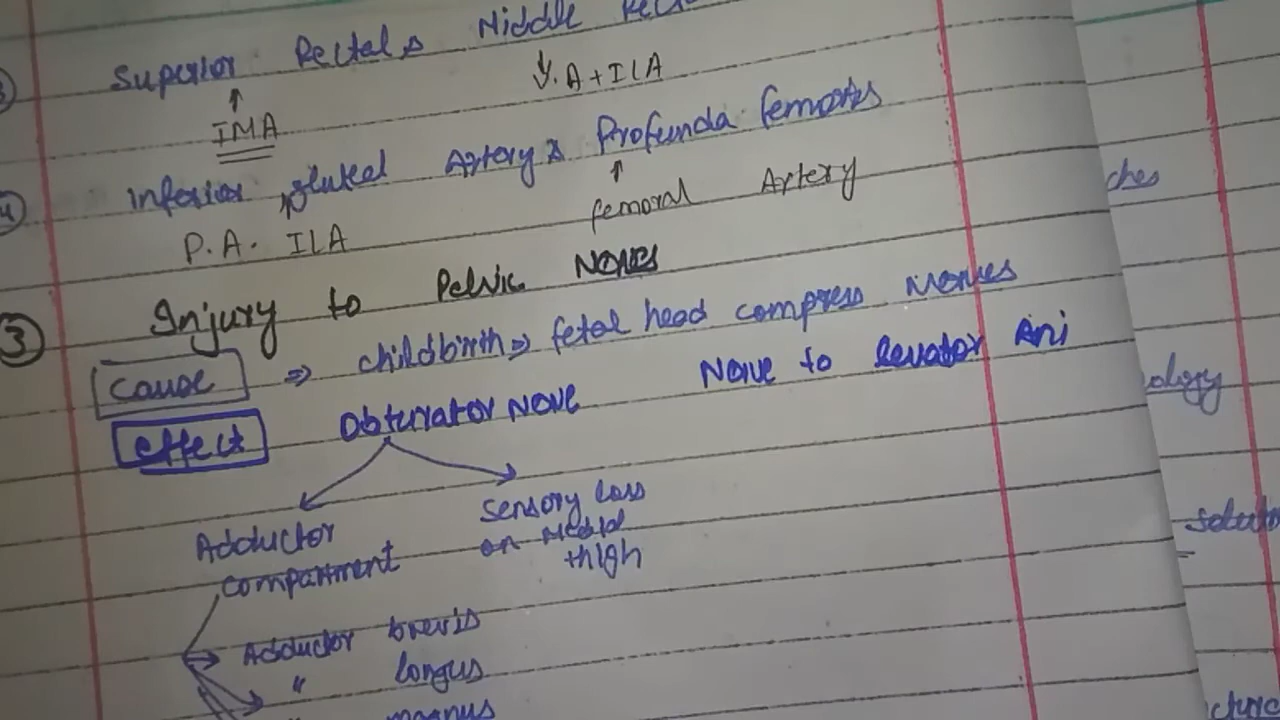 Superior Rectal & Middle
↓.A + ILA
IMA
Inferior gluteal Artery & Profunda femoris
P.A. ILA
femoral Artery
③ Injury to Pelvic Nerves
Cause ⇒ childbirth ⇒ fetal head compress nerves
effect Obturator Nerve Nerve to Levator Ani
Adductor compartment
Sensory loss
on Medial
thigh
Adductor brevis
" longus
" magnus
ches
ology